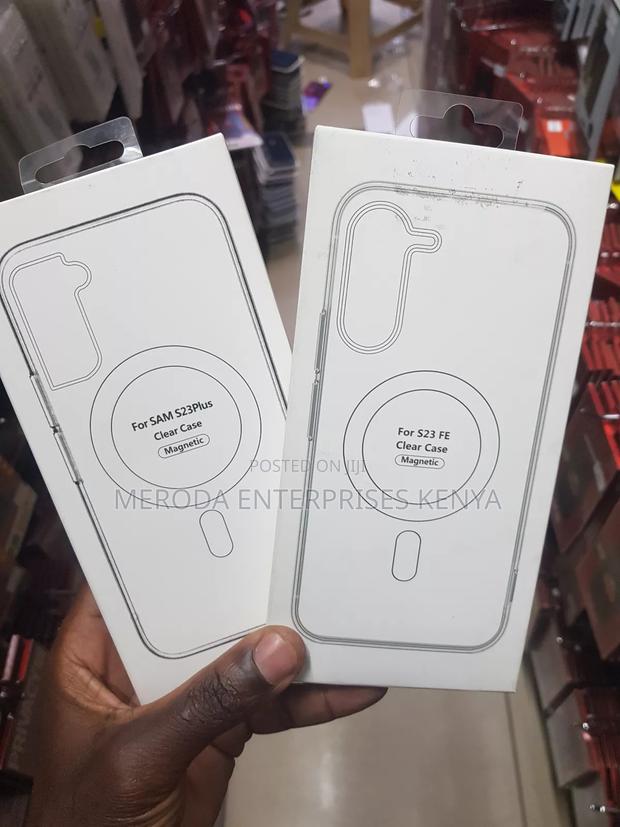 For SAM S23Plus
Clear Case
Magnetic
For S23 FE
Clear Case
Magnetic
POSTED ON JIJI
MERODA ENTERPRISES KENYA